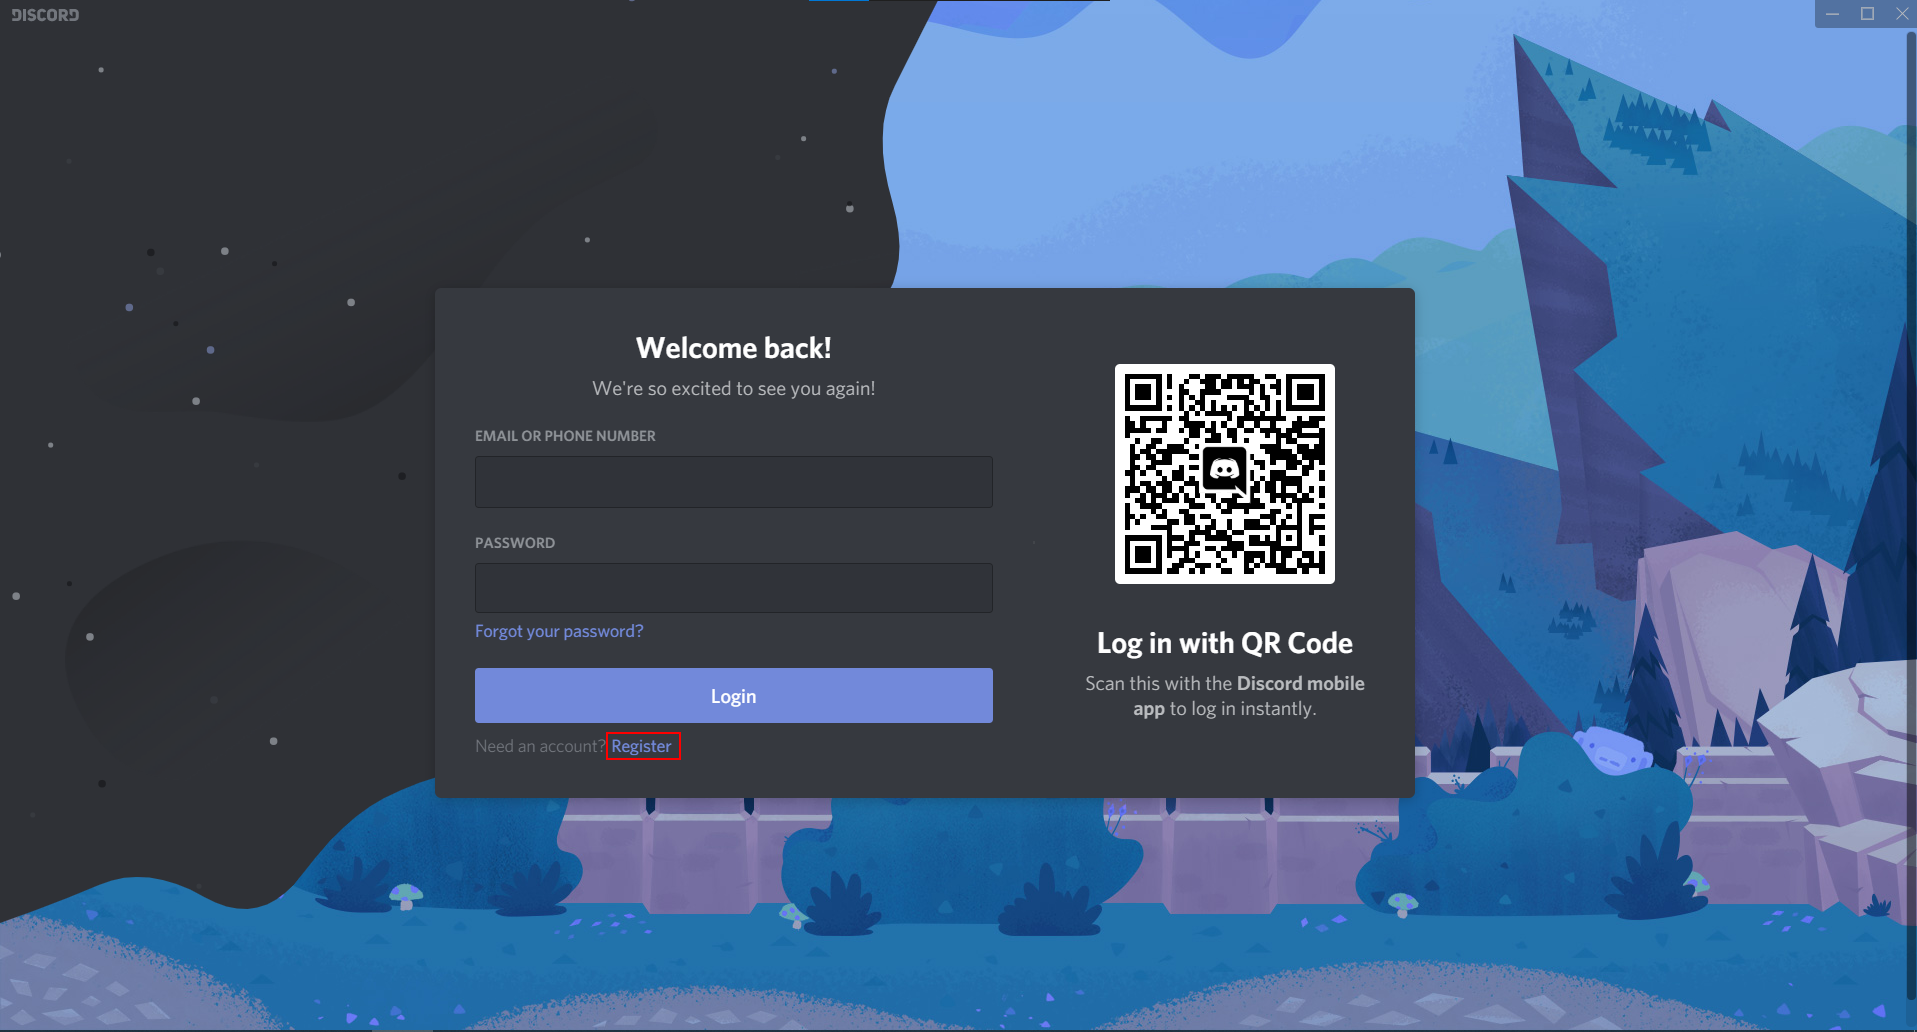 DISCORD
Welcome back!
We're so excited to see you again!
EMAIL OR PHONE NUMBER
PASSWORD
Forgot your password?
Login
Need an account? Register
Log in with QR Code
Scan this with the Discord mobile
app to log in instantly.